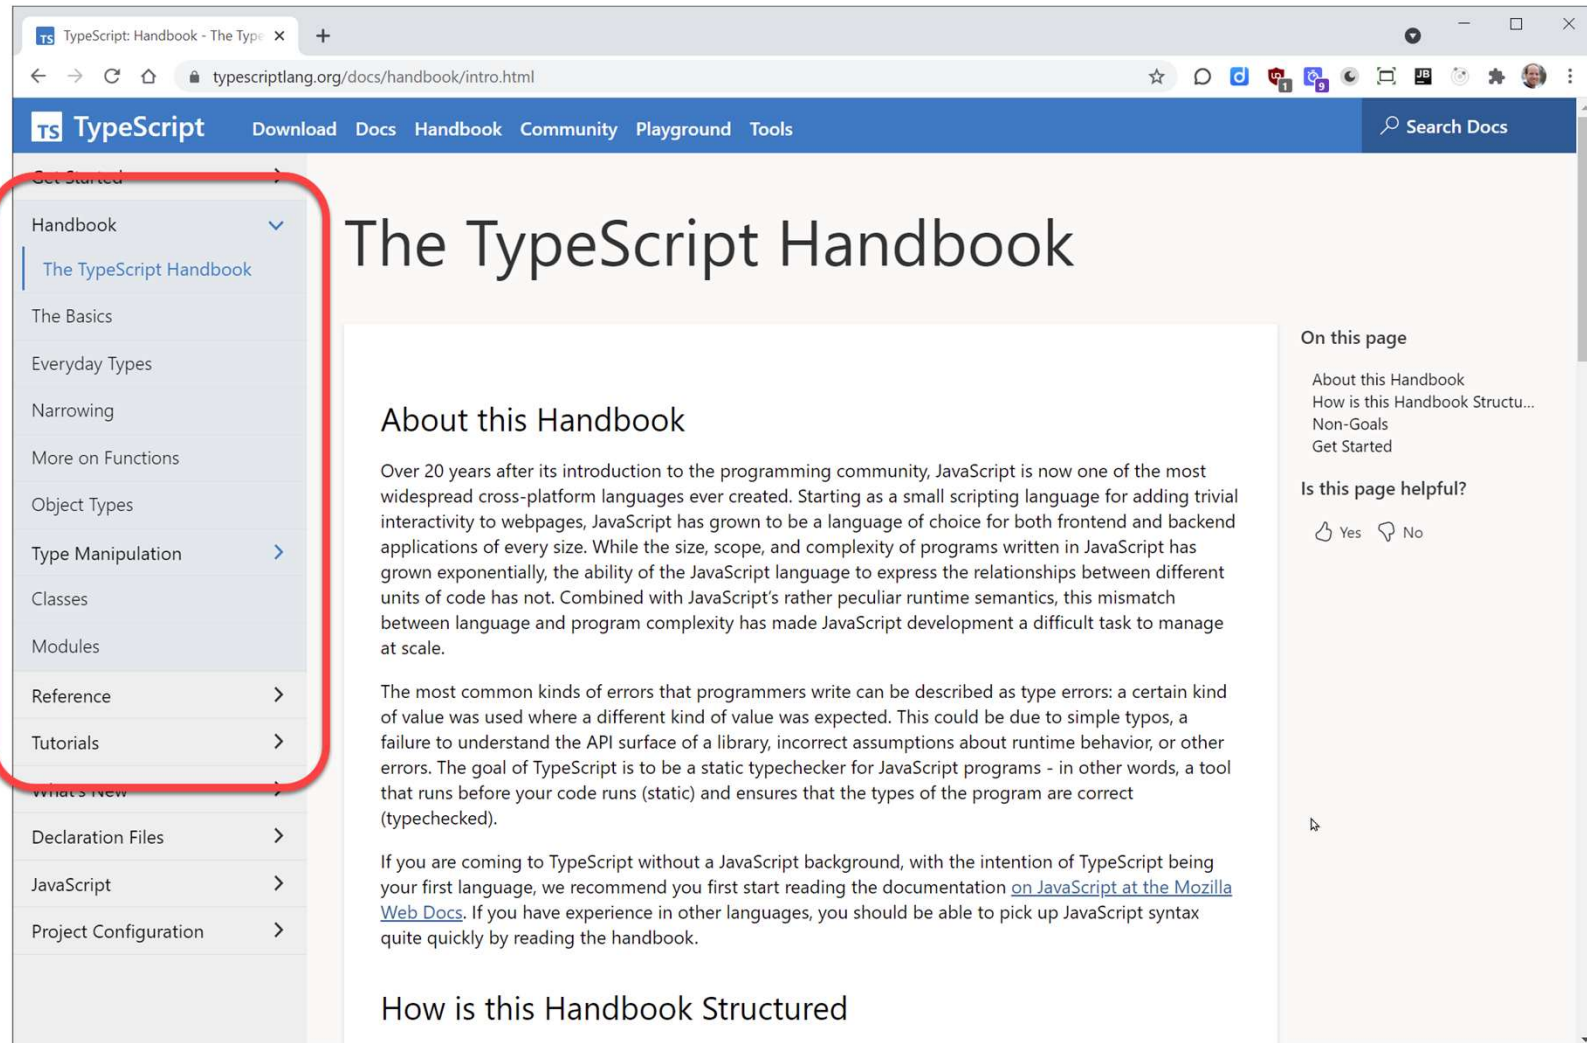 TS TypeScript: Handbook - The Type
typescriptlang.org/docs/handbook/intro.html
1
9
JB
TS TypeScript
Download Docs Handbook Community Playground Tools
Search Docs
Get Started
Handbook
The TypeScript Handbook
The Basics
Everyday Types
Narrowing
More on Functions
Object Types
Type Manipulation
Classes
Modules
Reference
Tutorials
What's New
Declaration Files
JavaScript
Project Configuration
The TypeScript Handbook
About this Handbook
Over 20 years after its introduction to the programming community, JavaScript is now one of the most
widespread cross-platform languages ever created. Starting as a small scripting language for adding trivial
interactivity to webpages, JavaScript has grown to be a language of choice for both frontend and backend
applications of every size. While the size, scope, and complexity of programs written in JavaScript has
grown exponentially, the ability of the JavaScript language to express the relationships between different
units of code has not. Combined with JavaScript’s rather peculiar runtime semantics, this mismatch
between language and program complexity has made JavaScript development a difficult task to manage
at scale.
The most common kinds of errors that programmers write can be described as type errors: a certain kind
of value was used where a different kind of value was expected. This could be due to simple typos, a
failure to understand the API surface of a library, incorrect assumptions about runtime behavior, or other
errors. The goal of TypeScript is to be a static typechecker for JavaScript programs - in other words, a tool
that runs before your code runs (static) and ensures that the types of the program are correct
(typechecked).
If you are coming to TypeScript without a JavaScript background, with the intention of TypeScript being
your first language, we recommend you first start reading the documentation on JavaScript at the Mozilla
Web Docs. If you have experience in other languages, you should be able to pick up JavaScript syntax
quite quickly by reading the handbook.
How is this Handbook Structured
On this page
About this Handbook
How is this Handbook Structu...
Non-Goals
Get Started
Is this page helpful?
Yes No